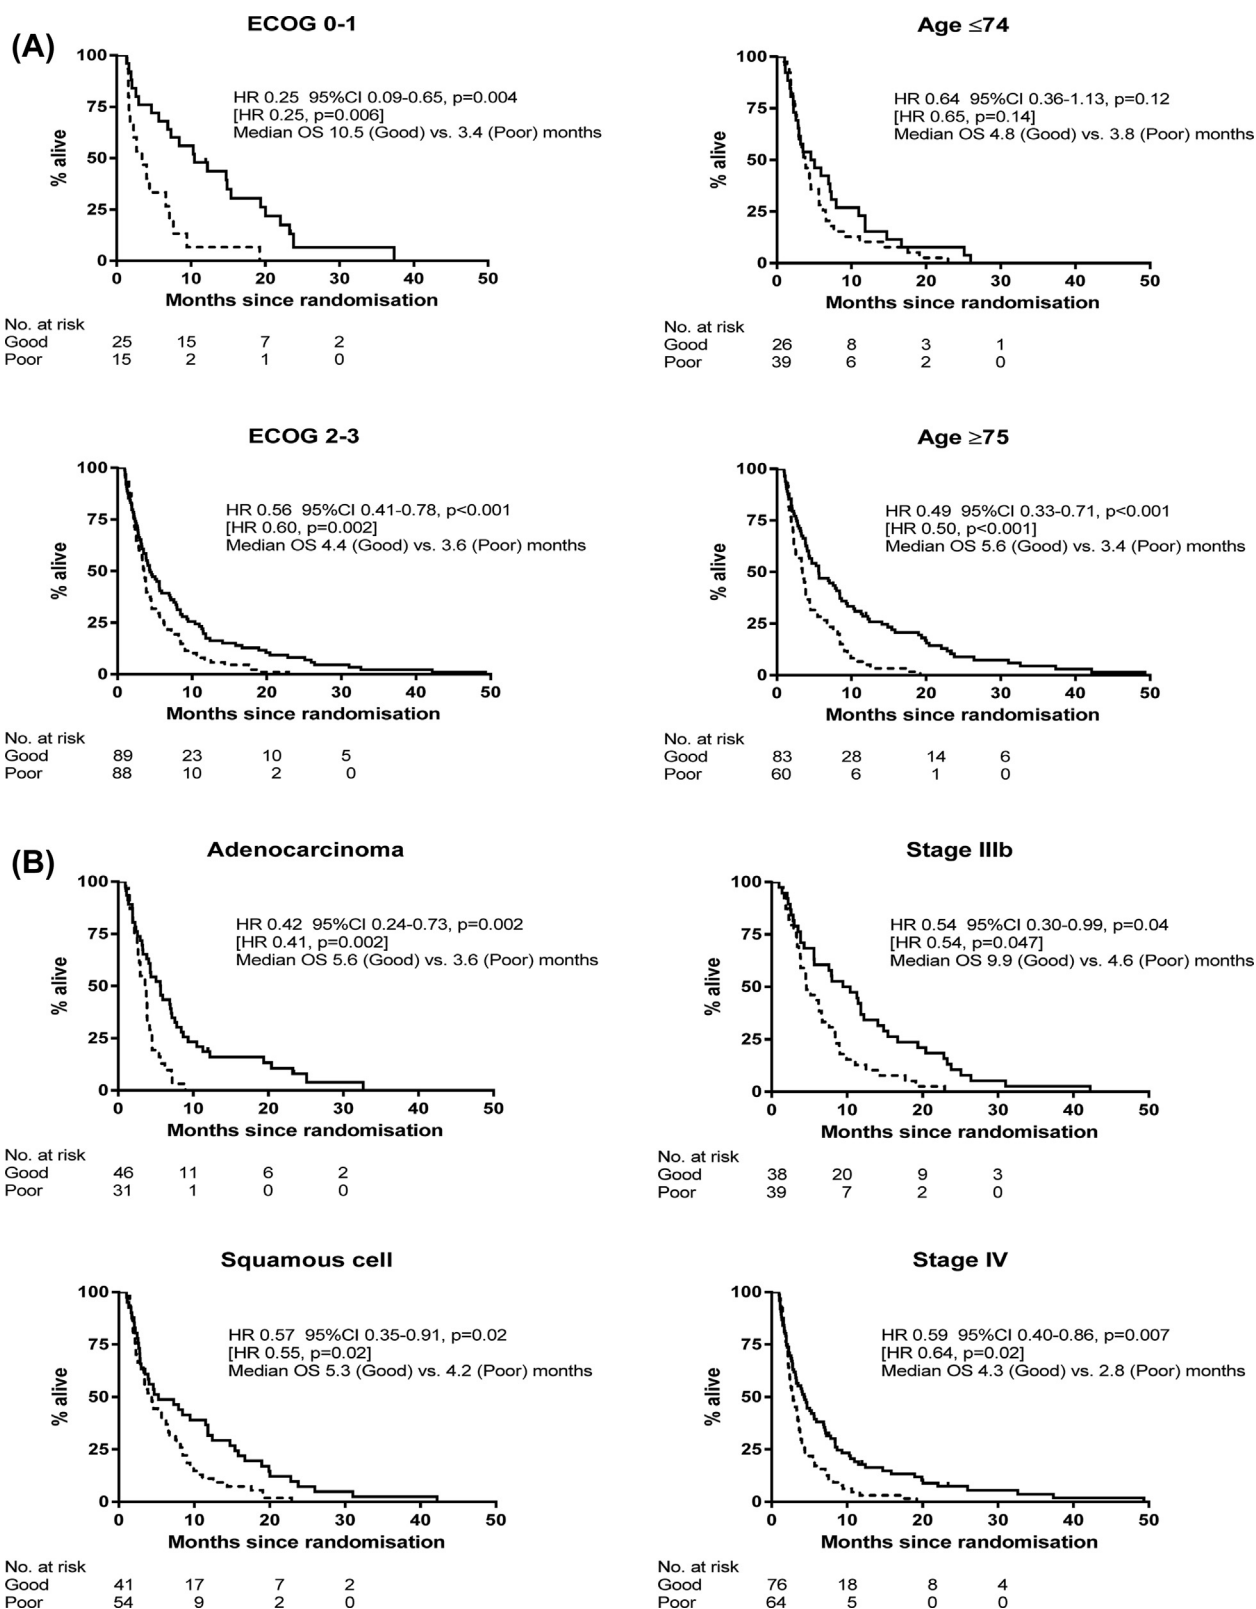 (A)
ECOG 0-1
100
75
50
25
0
% alive
HR 0.25 95%CI 0.09-0.65, p=0.004
[HR 0.25, p=0.006]
Median OS 10.5 (Good) vs. 3.4 (Poor) months
0 10 20 30 40 50
Months since randomisation
No. at risk
Good 25 15 7 2
Poor 15 2 1 0
Age ≤74
100
75
50
25
0
% alive
HR 0.64 95%CI 0.36-1.13, p=0.12
[HR 0.65, p=0.14]
Median OS 4.8 (Good) vs. 3.8 (Poor) months
0 10 20 30 40 50
Months since randomisation
No. at risk
Good 26 8 3 1
Poor 39 6 2 0
ECOG 2-3
100
75
50
25
0
% alive
HR 0.56 95%CI 0.41-0.78, p<0.001
[HR 0.60, p=0.002]
Median OS 4.4 (Good) vs. 3.6 (Poor) months
0 10 20 30 40 50
Months since randomisation
No. at risk
Good 89 23 10 5
Poor 88 10 2 0
Age ≥75
100
75
50
25
0
% alive
HR 0.49 95%CI 0.33-0.71, p<0.001
[HR 0.50, p<0.001]
Median OS 5.6 (Good) vs. 3.4 (Poor) months
0 10 20 30 40 50
Months since randomisation
No. at risk
Good 83 28 14 6
Poor 60 6 1 0
(B)
Adenocarcinoma
100
75
50
25
0
% alive
HR 0.42 95%CI 0.24-0.73, p=0.002
[HR 0.41, p=0.002]
Median OS 5.6 (Good) vs. 3.6 (Poor) months
0 10 20 30 40 50
Months since randomisation
No. at risk
Good 46 11 6 2
Poor 31 1 0 0
Stage IIIb
100
75
50
25
0
% alive
HR 0.54 95%CI 0.30-0.99, p=0.04
[HR 0.54, p=0.047]
Median OS 9.9 (Good) vs. 4.6 (Poor) months
0 10 20 30 40 50
Months since randomisation
No. at risk
Good 38 20 9 3
Poor 39 7 2 0
Squamous cell
100
75
50
25
0
% alive
HR 0.57 95%CI 0.35-0.91, p=0.02
[HR 0.55, p=0.02]
Median OS 5.3 (Good) vs. 4.2 (Poor) months
0 10 20 30 40 50
Months since randomisation
No. at risk
Good 41 17 7 2
Poor 54 9 2 0
Stage IV
100
75
50
25
0
% alive
HR 0.59 95%CI 0.40-0.86, p=0.007
[HR 0.64, p=0.02]
Median OS 4.3 (Good) vs. 2.8 (Poor) months
0 10 20 30 40 50
Months since randomisation
No. at risk
Good 76 18 8 4
Poor 64 5 0 0